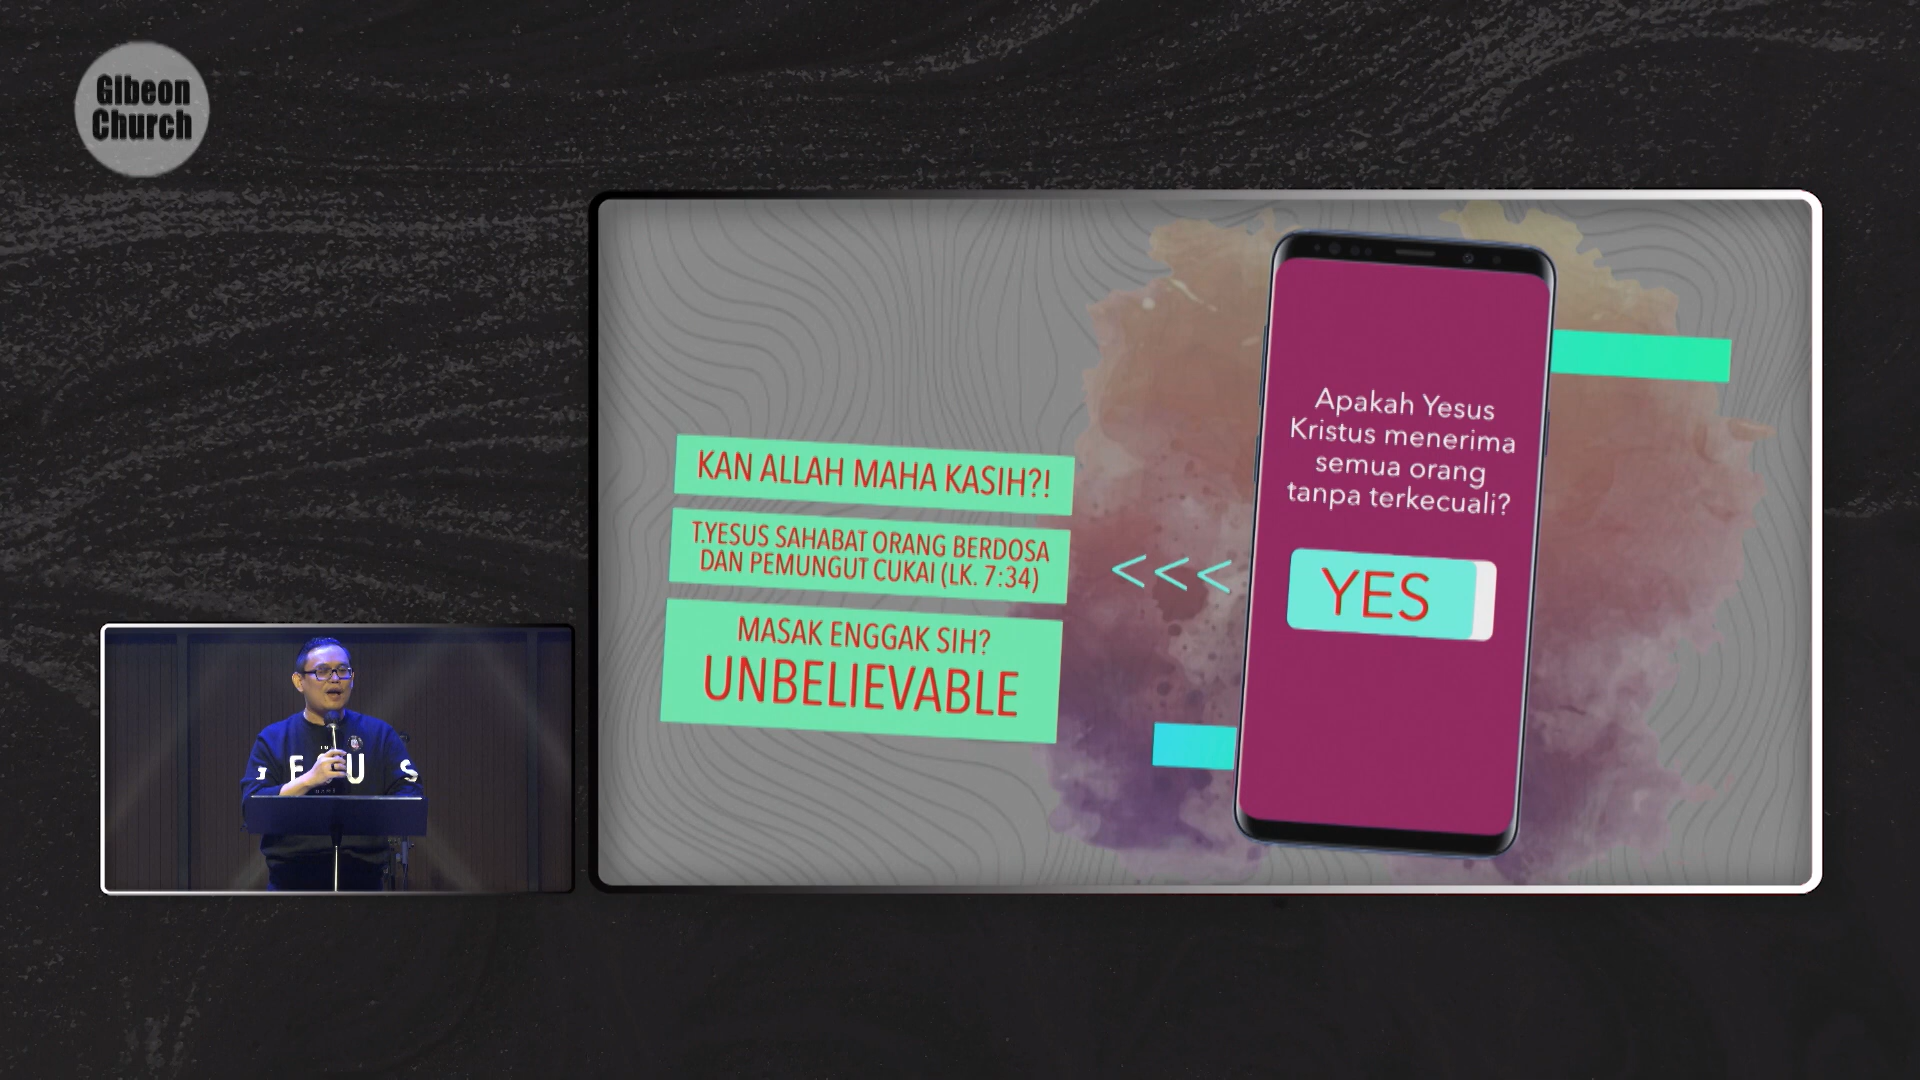 Gibeon
Church
KAN ALLAH MAHA KASIH?!
T.YESUS SAHABAT ORANG BERDOSA
DAN PEMUNGUT CUKAI (LK. 7:34)
MASAK ENGGAK SIH?
UNBELIEVABLE
<<<
Apakah Yesus
Kristus menerima
semua orang
tanpa terkecuali?
YES